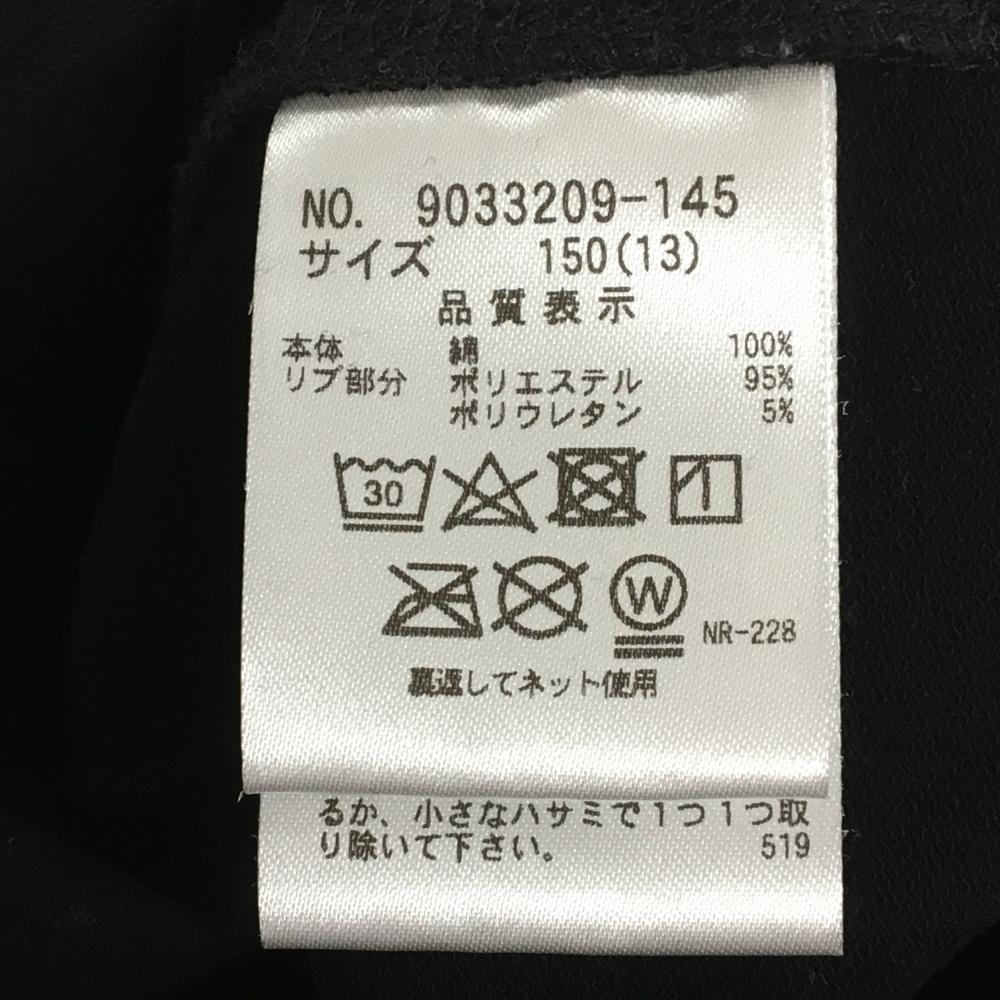 NO. 9033209-145
サイズ 150(13)
品質表示
本体 綿 100%
リブ部分 ポリエステル 95%
ポリウレタン 5%
30
W
NR-228
裏返してネット使用
るか、小さなハサミで1つ1つ取
り除いて下さい。 519